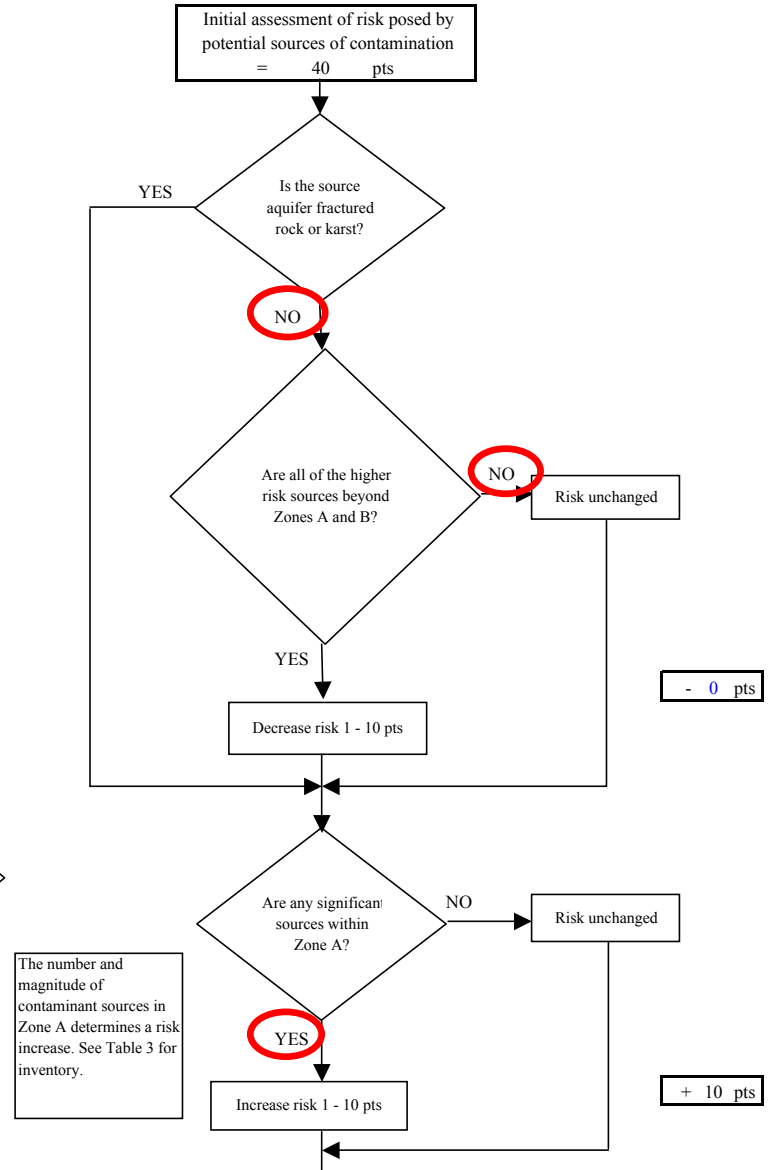 Initial assessment of risk posed by
potential sources of contamination
= 40 pts
YES
Is the source
aquifer fractured
rock or karst?
NO
Are all of the higher
risk sources beyond
Zones A and B?
NO
Risk unchanged
YES
- 0 pts
Decrease risk 1 - 10 pts
Are any significant
sources within
Zone A?
NO
Risk unchanged
The number and
magnitude of
contaminant sources in
Zone A determines a risk
increase. See Table 3 for
inventory.
YES
Increase risk 1 - 10 pts
+ 10 pts